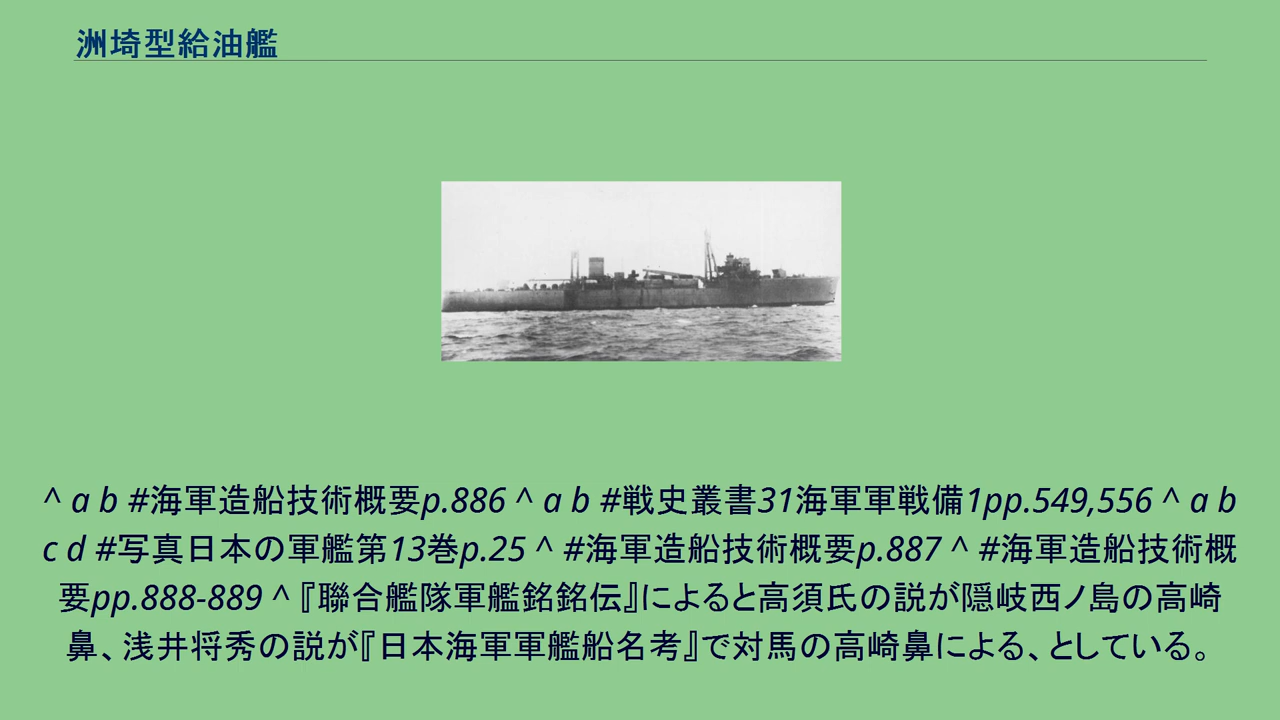 洲埼型給油艦
^ a b #海軍造船技術概要p.886 ^ a b #戦史叢書31海軍軍戦備1pp.549,556 ^ a b
c d #写真日本の軍艦第13巻p.25 ^ #海軍造船技術概要p.887 ^ #海軍造船技術概
要pp.888-889 ^ 『聯合艦隊軍艦銘銘伝』によると高須氏の説が隠岐西ノ島の高崎
鼻、浅井将秀の説が『日本海軍軍艦船名考』で対馬の高崎鼻による、としている。